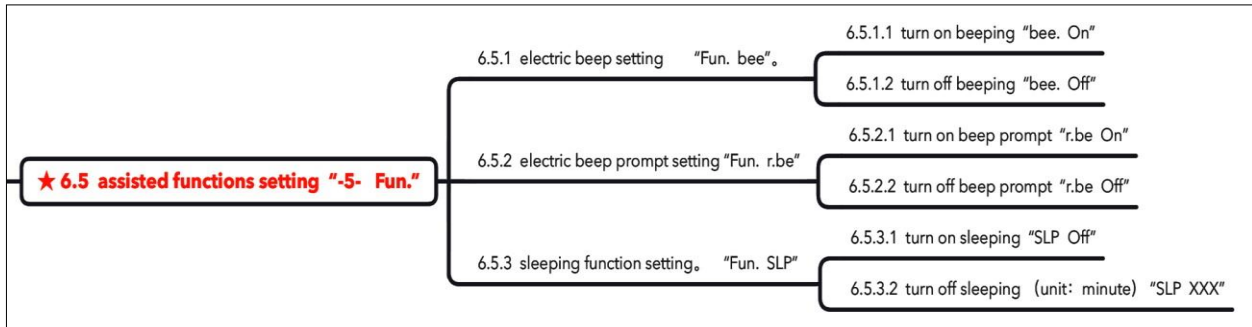 ★ 6.5 assisted functions setting “-5- Fun.”
6.5.1 electric beep setting “Fun. bee”。
6.5.1.1 turn on beeping “bee. On”
6.5.1.2 turn off beeping “bee. Off”
6.5.2 electric beep prompt setting “Fun. r.be”
6.5.2.1 turn on beep prompt “r.be On”
6.5.2.2 turn off beep prompt “r.be Off”
6.5.3 sleeping function setting。 “Fun. SLP”
6.5.3.1 turn on sleeping “SLP Off”
6.5.3.2 turn off sleeping （unit：minute） “SLP XXX”